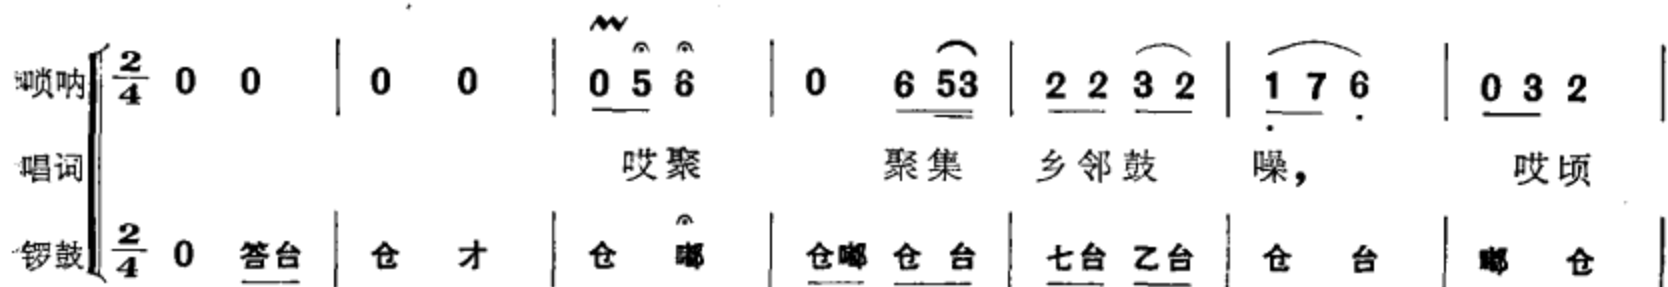 唢呐 2/4 0 0 | 0 0 | 0 5 6 | 0 6 53 | 2 2 3 2 | 1 7 6 | 0 3 2 |
唱词 哎聚 聚集 乡邻鼓 噪， 哎顷
锣鼓 2/4 0 答台 | 仓 才 | 仓 嘟 | 仓嘟 仓台 | 七台 乙台 | 仓 台 | 嘟 仓 |